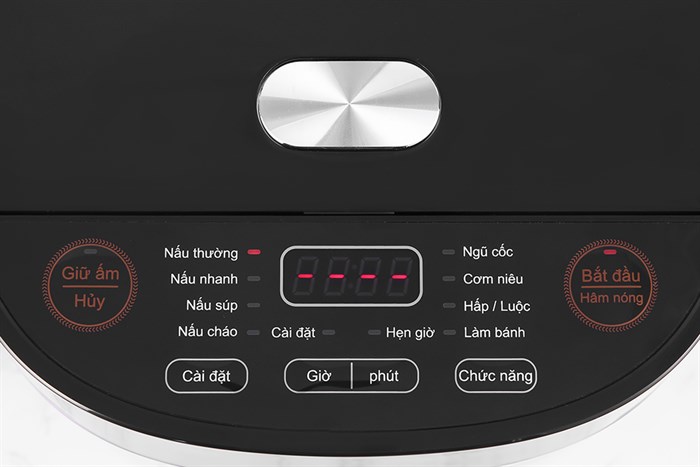 Giữ ấm
Hủy
Nấu thường
Nấu nhanh
Nấu súp
Nấu cháo
Cài đặt
Hẹn giờ
Ngũ cốc
Cơm niêu
Hấp / Luộc
Làm bánh
Bắt đầu
Hâm nóng
----
Cài đặt
Giờ | phút
Chức năng